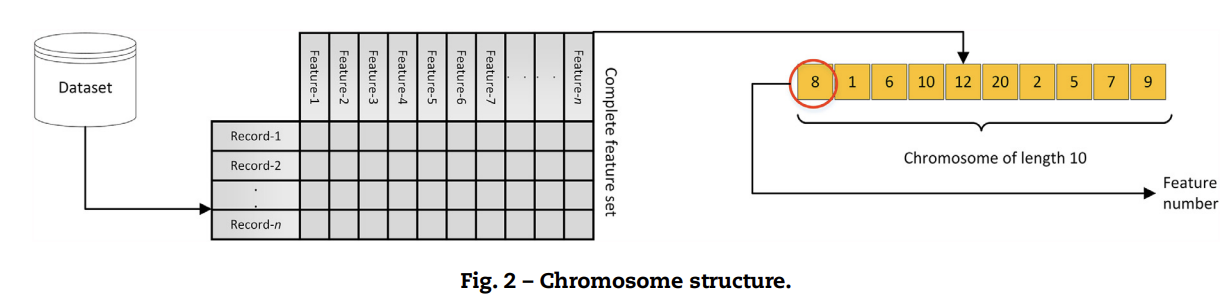 Dataset
Feature-1
Feature-2
Feature-3
Feature-4
Feature-5
Feature-6
Feature-7
. . . .
Feature-n
Complete feature set
Record-1
Record-2
.
.
Record-n
8 1 6 10 12 20 2 5 7 9
Chromosome of length 10
Feature
number
Fig. 2 – Chromosome structure.